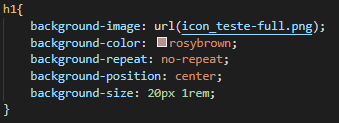 h1{
background-image: url(icon_teste-full.png);
background-color: rosybrown;
background-repeat: no-repeat;
background-position: center;
background-size: 20px 1rem;
}